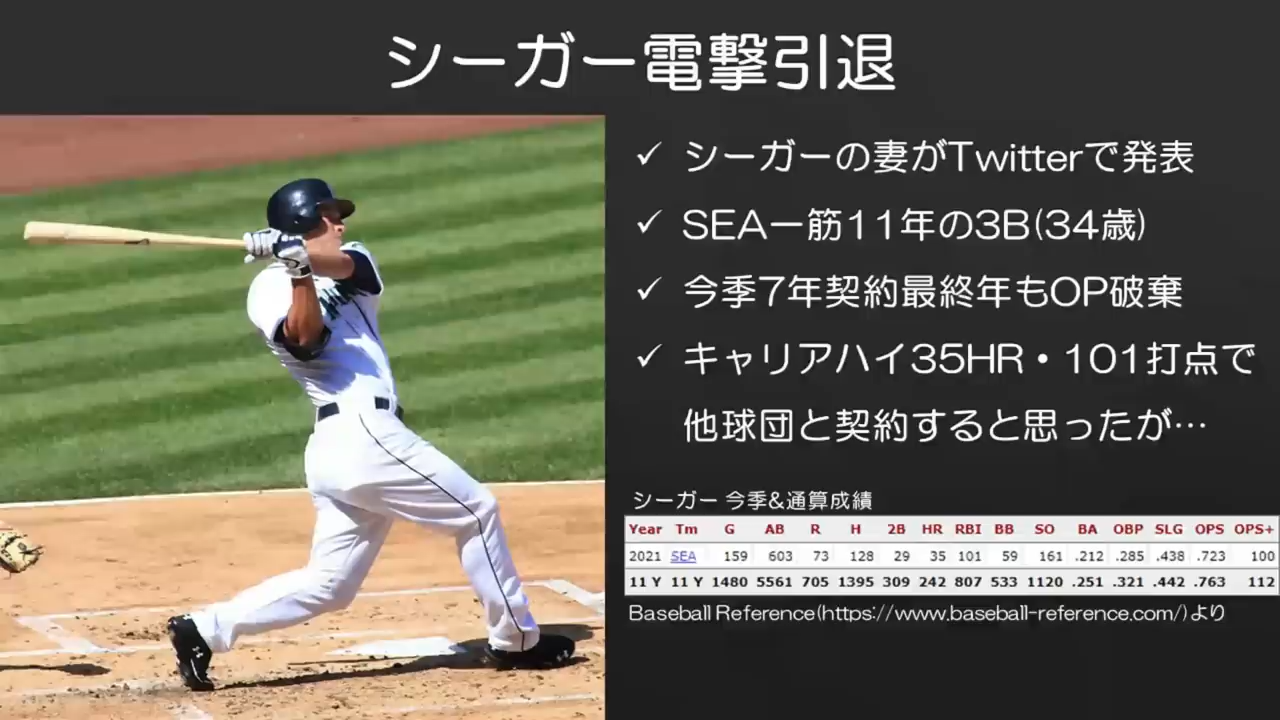 シーガー電撃引退
✓ シーガーの妻がTwitterで発表
✓ SEA一筋11年の3B(34歳)
✓ 今季7年契約最終年もOP破棄
✓ キャリアハイ35HR・101打点で
他球団と契約すると思ったが…
シーガー 今季&通算成績
Year Tm G AB R H 2B HR RBI BB SO BA OBP SLG OPS OPS+
2021 SEA 159 603 73 128 29 35 101 59 161 .212 .285 .438 .723 100
11 Y 11 Y 1480 5561 705 1395 309 242 807 533 1120 .251 .321 .442 .763 112
Baseball Reference(https://www.baseball-reference.com/)より